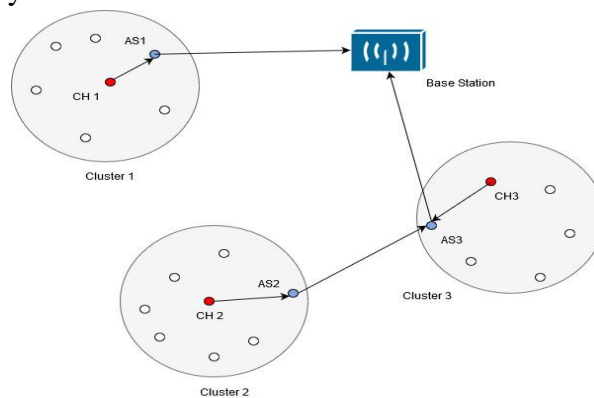 y
AS1
CH 1
Base Station
Cluster 1
CH3
AS3
AS2
Cluster 3
CH 2
Cluster 2